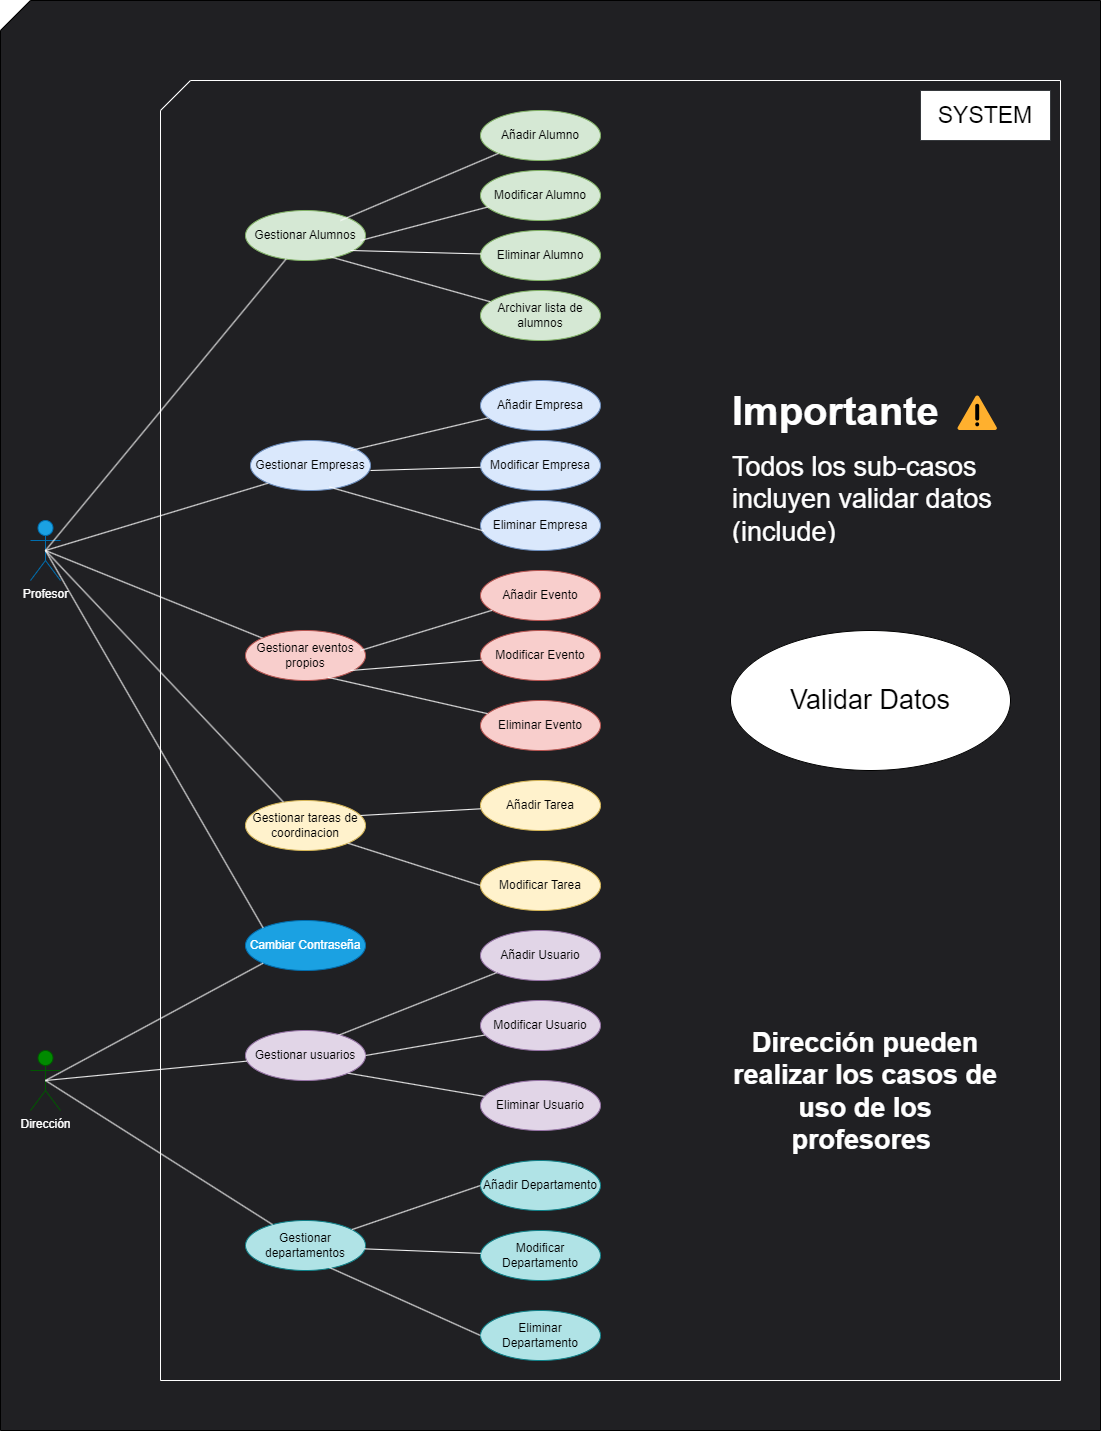 SYSTEM
Añadir Alumno
Modificar Alumno
Gestionar Alumnos
Eliminar Alumno
Archivar lista de
alumnos
Añadir Empresa
Gestionar Empresas
Modificar Empresa
Eliminar Empresa
Importante
Todos los sub-casos
incluyen validar datos
(include)
Profesor
Añadir Evento
Gestionar eventos
propios
Modificar Evento
Eliminar Evento
Validar Datos
Gestionar tareas de
coordinacion
Añadir Tarea
Modificar Tarea
Cambiar Contraseña
Añadir Usuario
Modificar Usuario
Gestionar usuarios
Eliminar Usuario
Dirección
Dirección pueden
realizar los casos de
uso de los
profesores
Añadir Departamento
Gestionar
departamentos
Modificar
Departamento
Eliminar
Departamento